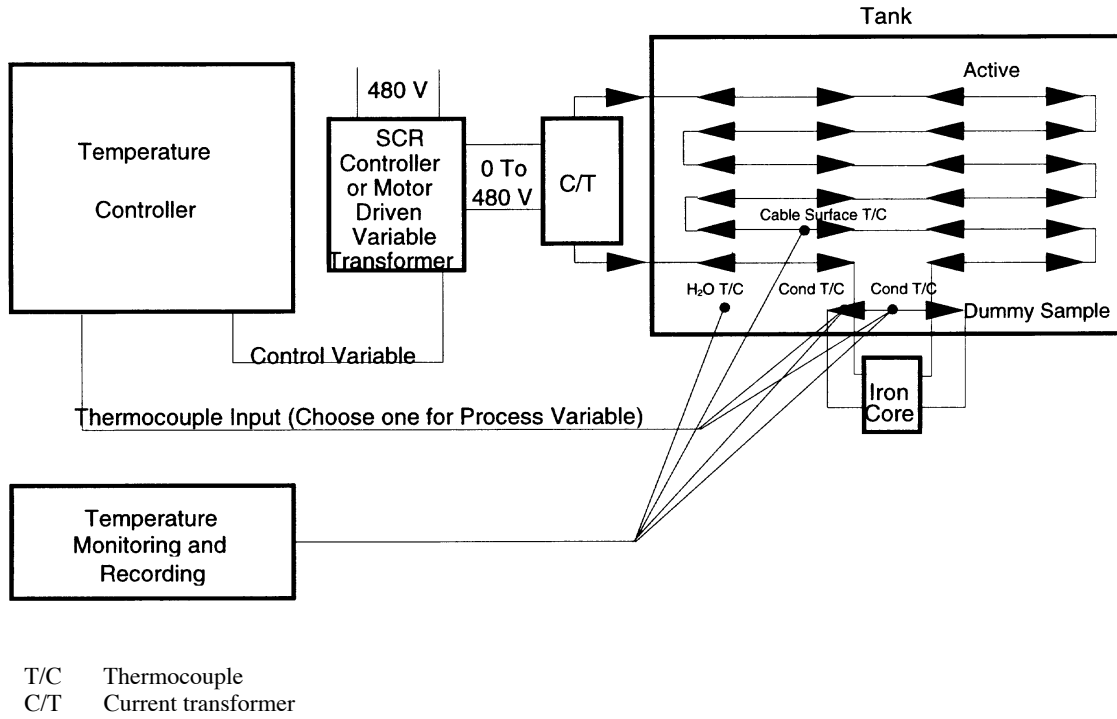 Tank
Temperature
Controller
480 V
SCR
Controller
or Motor
Driven
Variable
Transformer
0 To
480 V
C/T
Active
Cable Surface T/C
H₂O T/C
Cond T/C
Cond T/C
Dummy Sample
Iron
Core
Control Variable
Thermocouple Input (Choose one for Process Variable)
Temperature
Monitoring and
Recording
T/C Thermocouple
C/T Current transformer